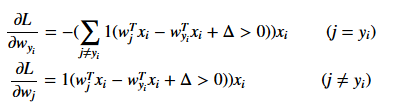 ∂L/∂w_{y_i} = −(∑_{j≠y_i} 1(w_j^T x_i − w_{y_i}^T x_i + Δ > 0))x_i (j = y_i)
∂L/∂w_j = 1(w_j^T x_i − w_{y_i}^T x_i + Δ > 0))x_i (j ≠ y_i)